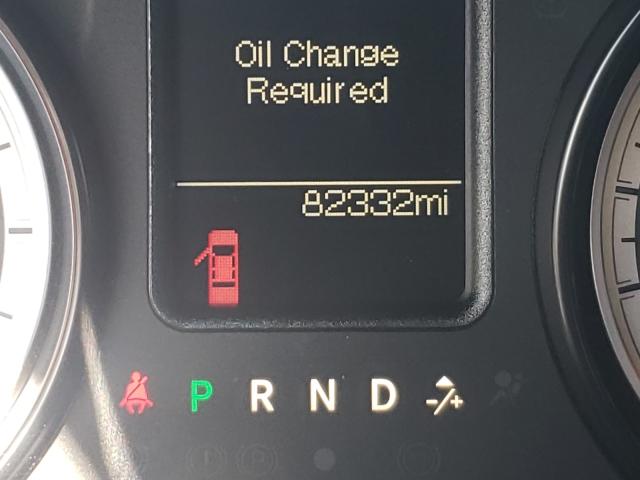 Oil Change
Required
82332mi
P R N D -/+